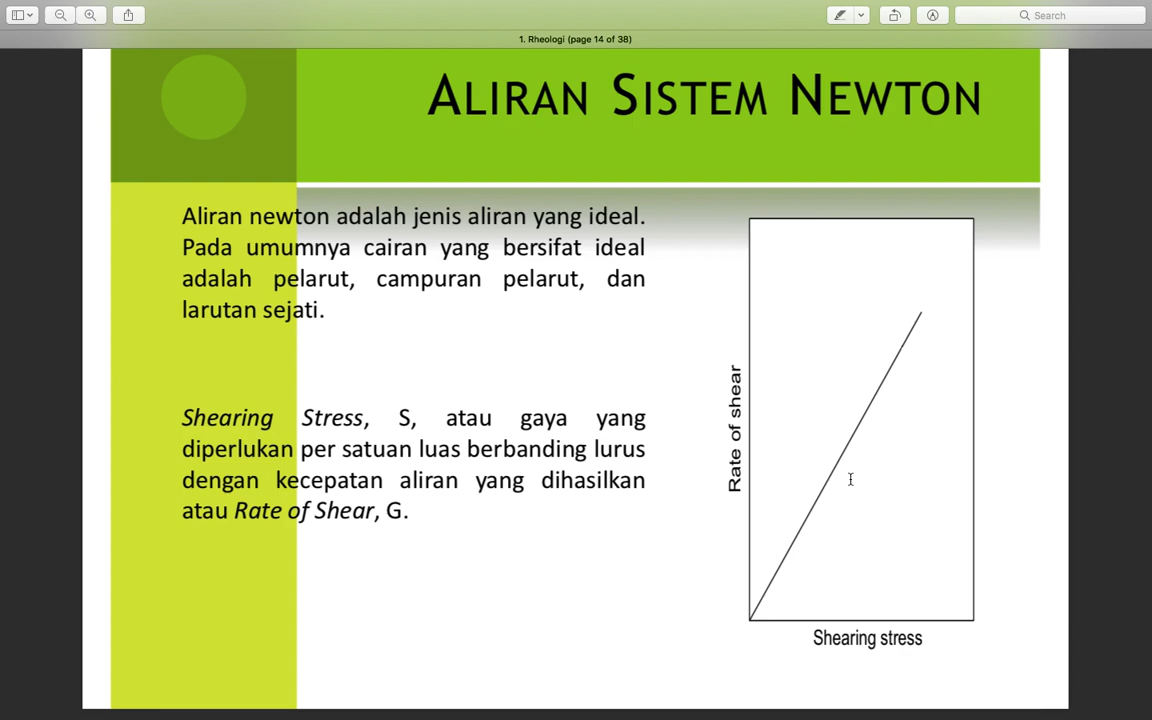 Search
1. Rheologi (page 14 of 38)
ALIRAN SISTEM NEWTON
Aliran newton adalah jenis aliran yang ideal.
Pada umumnya cairan yang bersifat ideal
adalah pelarut, campuran pelarut, dan
larutan sejati.
Shearing Stress, S, atau gaya yang
diperlukan per satuan luas berbanding lurus
dengan kecepatan aliran yang dihasilkan
atau Rate of Shear, G.
Rate of shear
Shearing stress